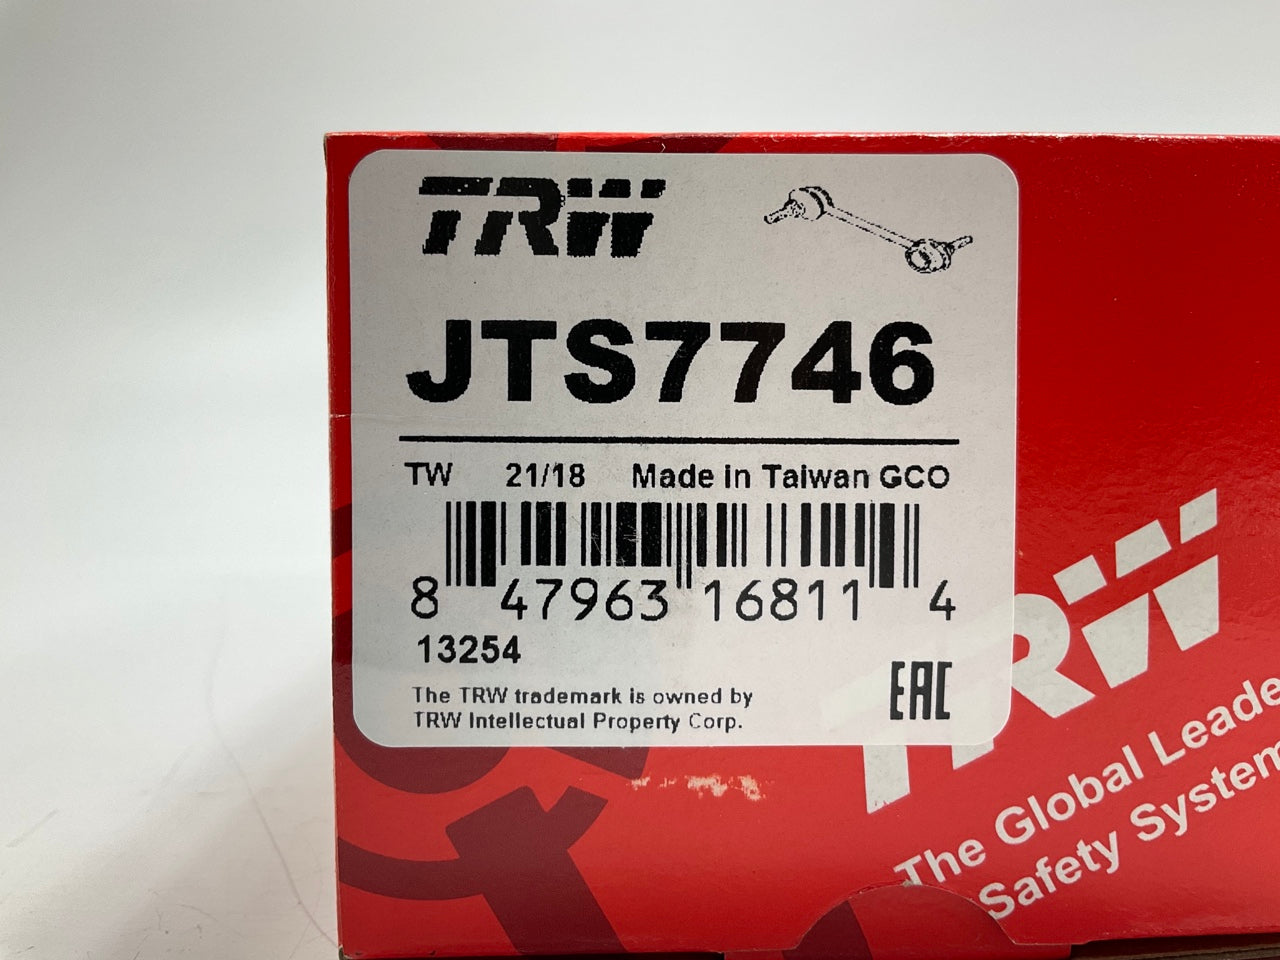 TRW
JTS7746
TW 21/18 Made in Taiwan GCO
8 47963 16811 4
13254
The TRW trademark is owned by
TRW Intellectual Property Corp.
EAC
TRW
The Global Leade
Safety System